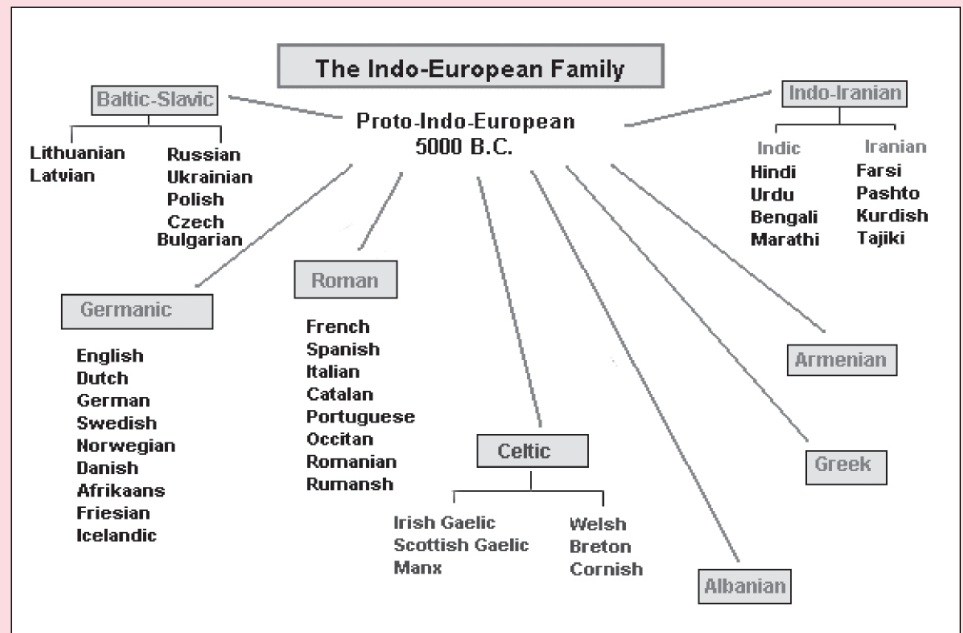 The Indo-European Family
Proto-Indo-European
5000 B.C.
Baltic-Slavic
Lithuanian
Latvian
Russian
Ukrainian
Polish
Czech
Bulgarian
Indo-Iranian
Indic
Hindi
Urdu
Bengali
Marathi
Iranian
Farsi
Pashto
Kurdish
Tajiki
Germanic
English
Dutch
German
Swedish
Norwegian
Danish
Afrikaans
Friesian
Icelandic
Roman
French
Spanish
Italian
Catalan
Portuguese
Occitan
Romanian
Rumansh
Celtic
Irish Gaelic
Scottish Gaelic
Manx
Welsh
Breton
Cornish
Albanian
Greek
Armenian